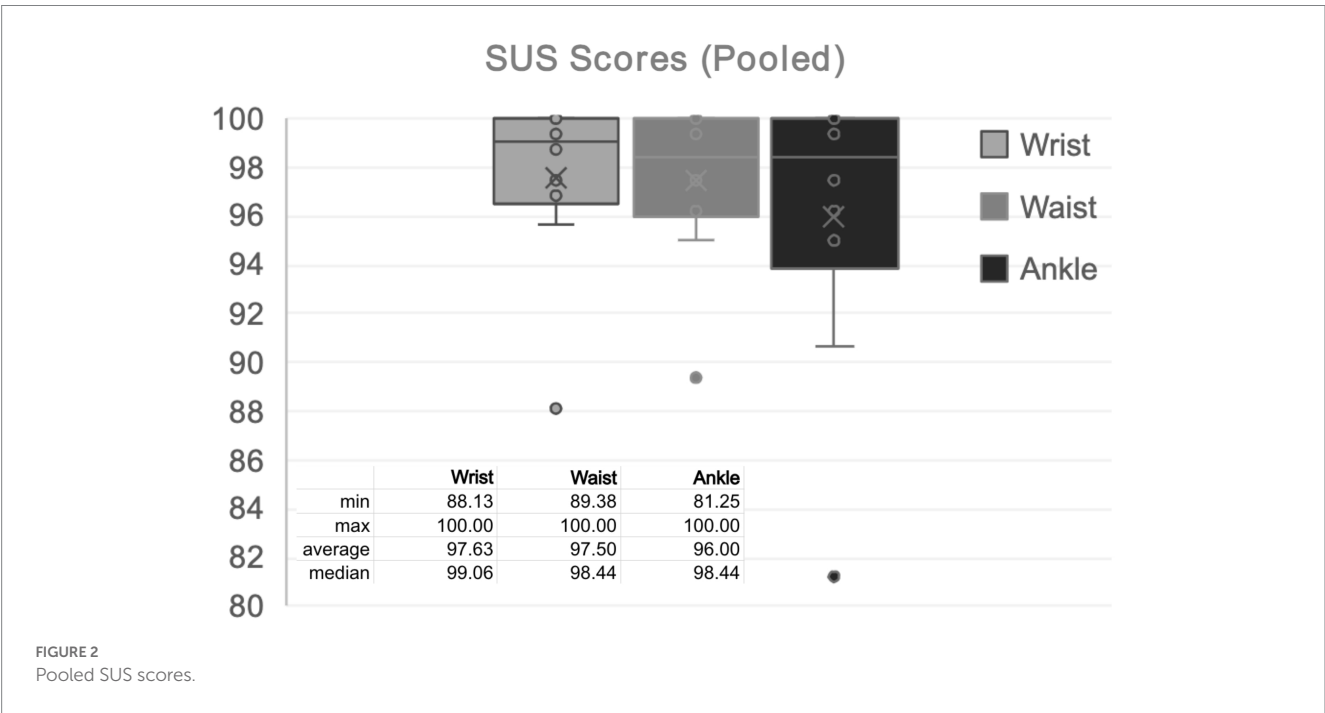 SUS Scores (Pooled)
100
98
96
94
92
90
88
86
84
82
80
Wrist
Waist
Ankle
Wrist Waist Ankle
min 88.13 89.38 81.25
max 100.00 100.00 100.00
average 97.63 97.50 96.00
median 99.06 98.44 98.44
FIGURE 2
Pooled SUS scores.